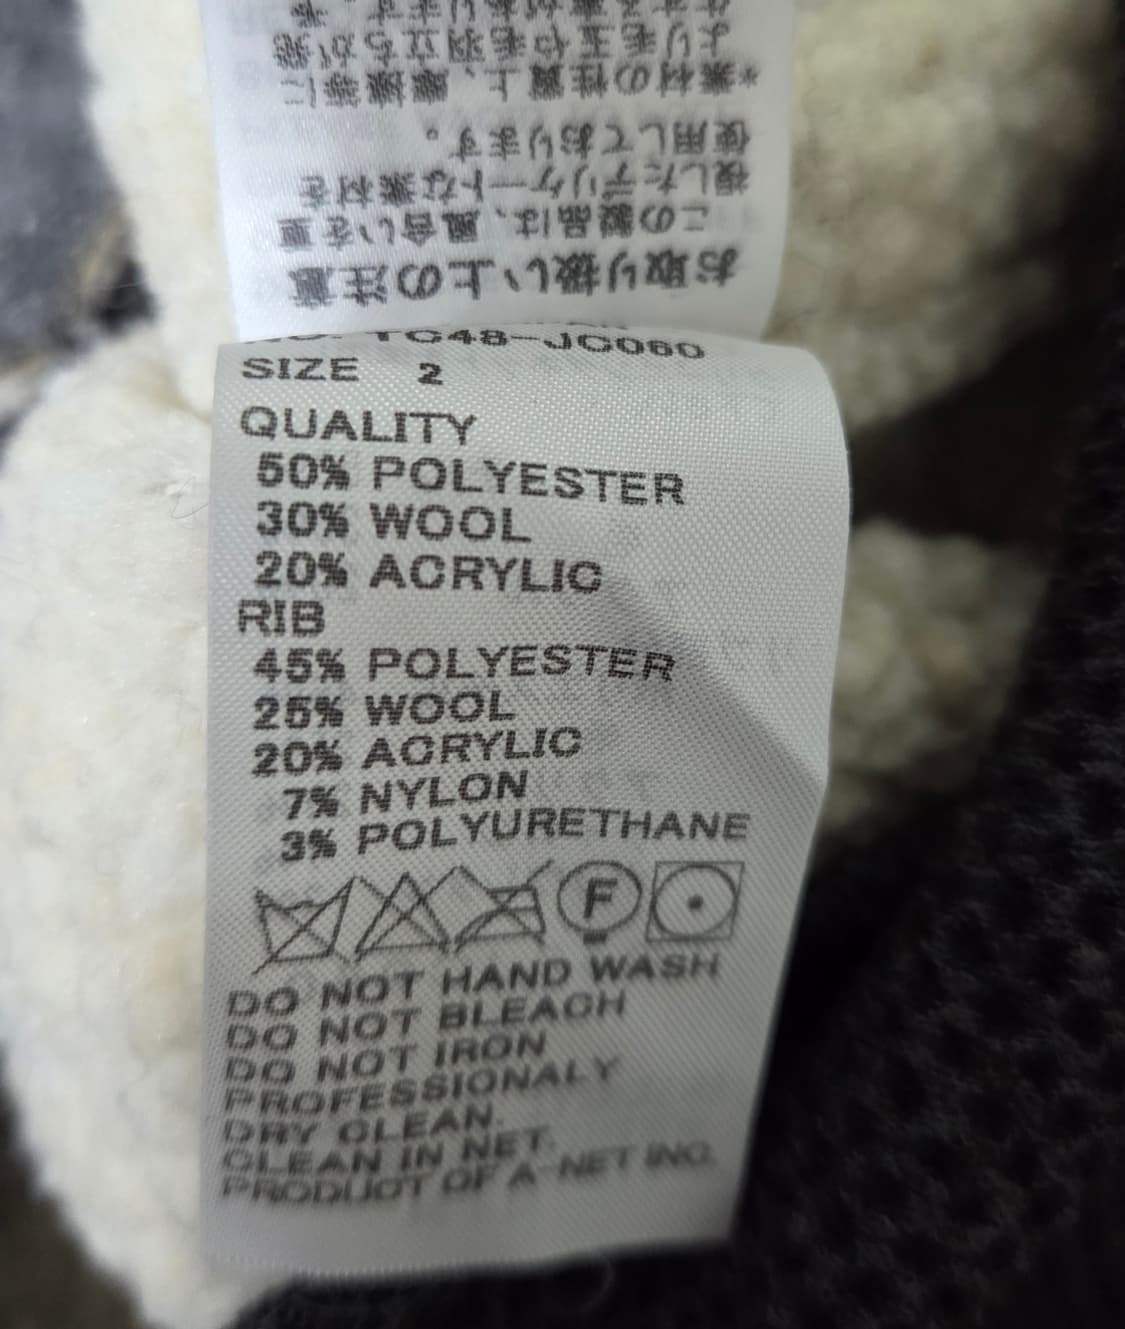 TC48-JC060
SIZE 2
QUALITY
50% POLYESTER
30% WOOL
20% ACRYLIC
RIB
45% POLYESTER
25% WOOL
20% ACRYLIC
7% NYLON
3% POLYURETHANE
F
DO NOT HAND WASH
DO NOT BLEACH
DO NOT IRON
PROFESSIONALY
DRY CLEAN.
CLEAN IN NET.
PRODUCT OF A-NET INC.
お取り扱い上の注意
この製品は、風合いを重
視したデリケートな素材を
使用しております。
*素材の性質上、摩擦等に
より毛玉や毛羽立ちが発